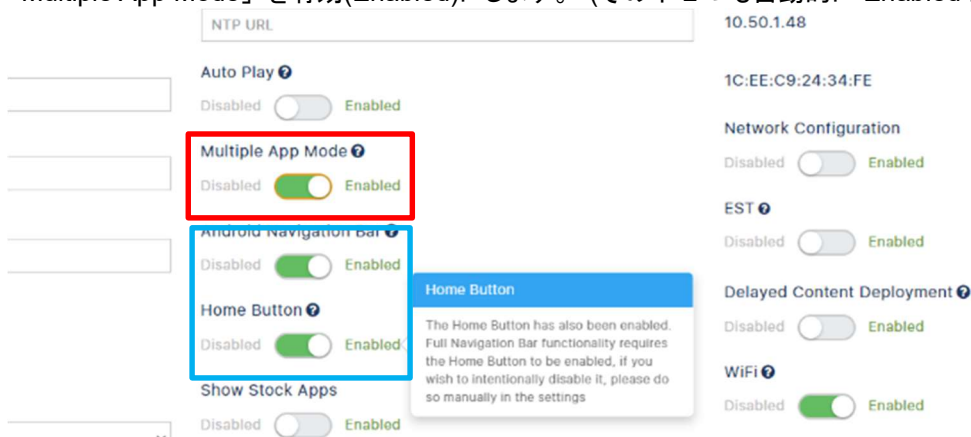 NTP URL
Auto Play
Disabled Enabled
Multiple App Mode
Disabled Enabled
Android Navigation Bar
Disabled Enabled
Home Button
Disabled Enabled
Show Stock Apps
Disabled Enabled
Home Button
The Home Button has also been enabled.
Full Navigation Bar functionality requires
the Home Button to be enabled, if you
wish to intentionally disable it, please do
so manually in the settings
10.50.1.48
1C:EE:C9:24:34:FE
Network Configuration
Disabled Enabled
EST
Disabled Enabled
Delayed Content Deployment
Disabled Enabled
WiFi
Disabled Enabled